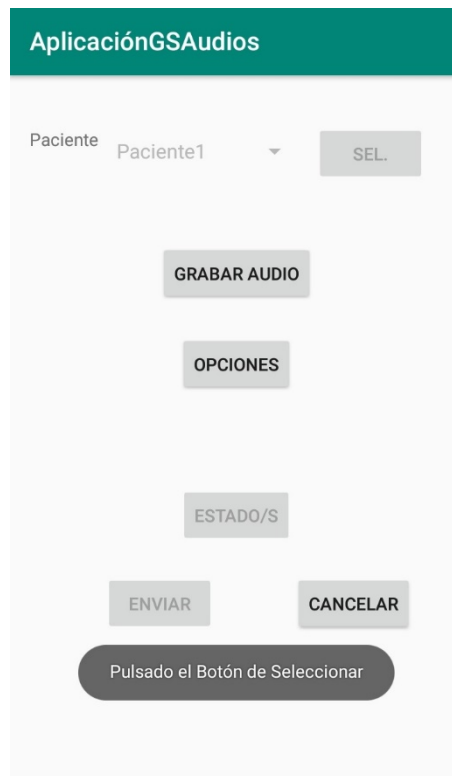 AplicaciónGSAudios
Paciente
Paciente1
SEL.
GRABAR AUDIO
OPCIONES
ESTADO/S
ENVIAR
CANCELAR
Pulsado el Botón de Seleccionar